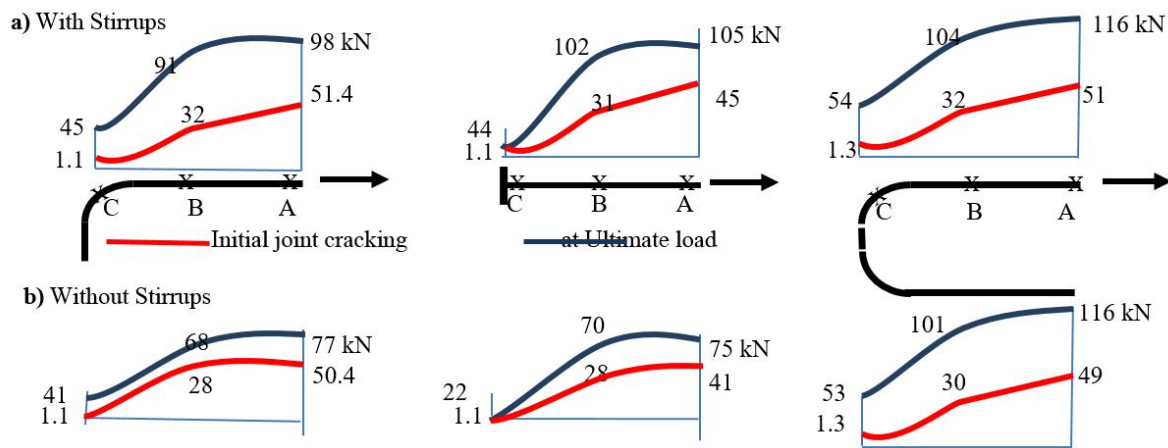 a) With Stirrups
91
98 kN
51.4
32
45
1.1
X X X
C B A
102
105 kN
31
45
44
1.1
X X X
C B A
104
116 kN
54
32
51
1.3
X X X
C B A
Initial joint cracking
at Ultimate load
b) Without Stirrups
68
77 kN
50.4
41
28
1.1
70
75 kN
28
41
22
1.1
101
116 kN
53
30
49
1.3